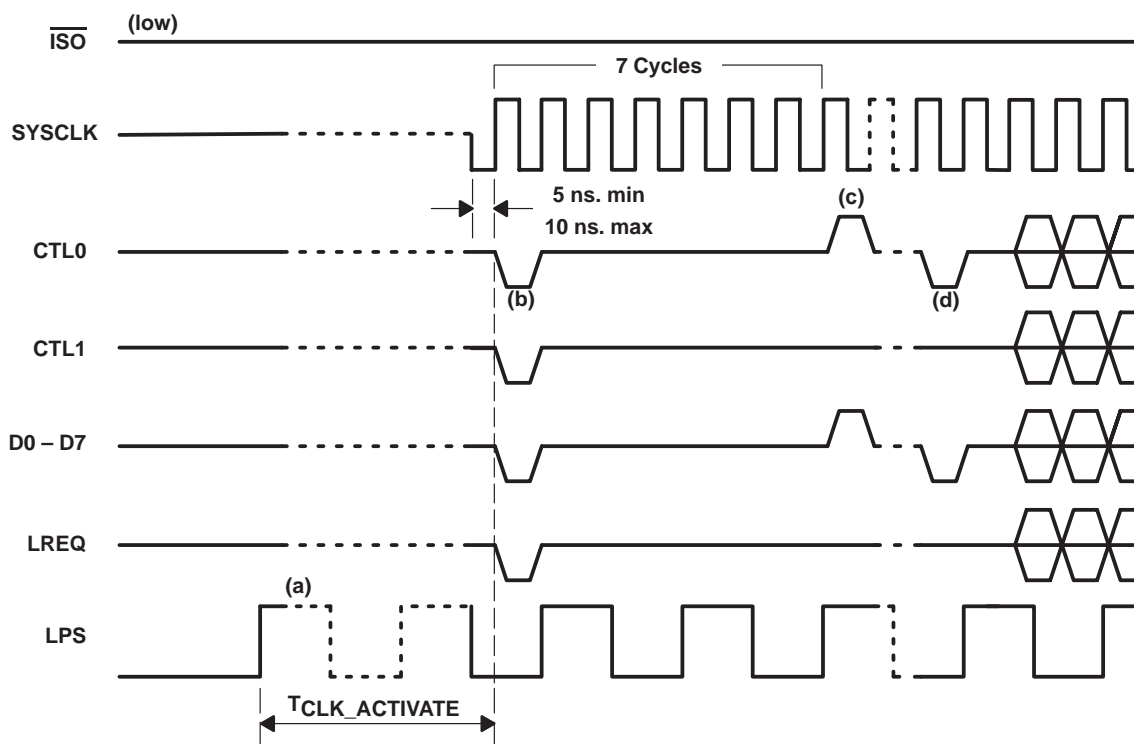 (low)
ISO
7 Cycles
SYSCLK
5 ns. min
10 ns. max
(c)
CTL0
(b)
(d)
CTL1
D0 – D7
LREQ
(a)
LPS
TCLK_ACTIVATE